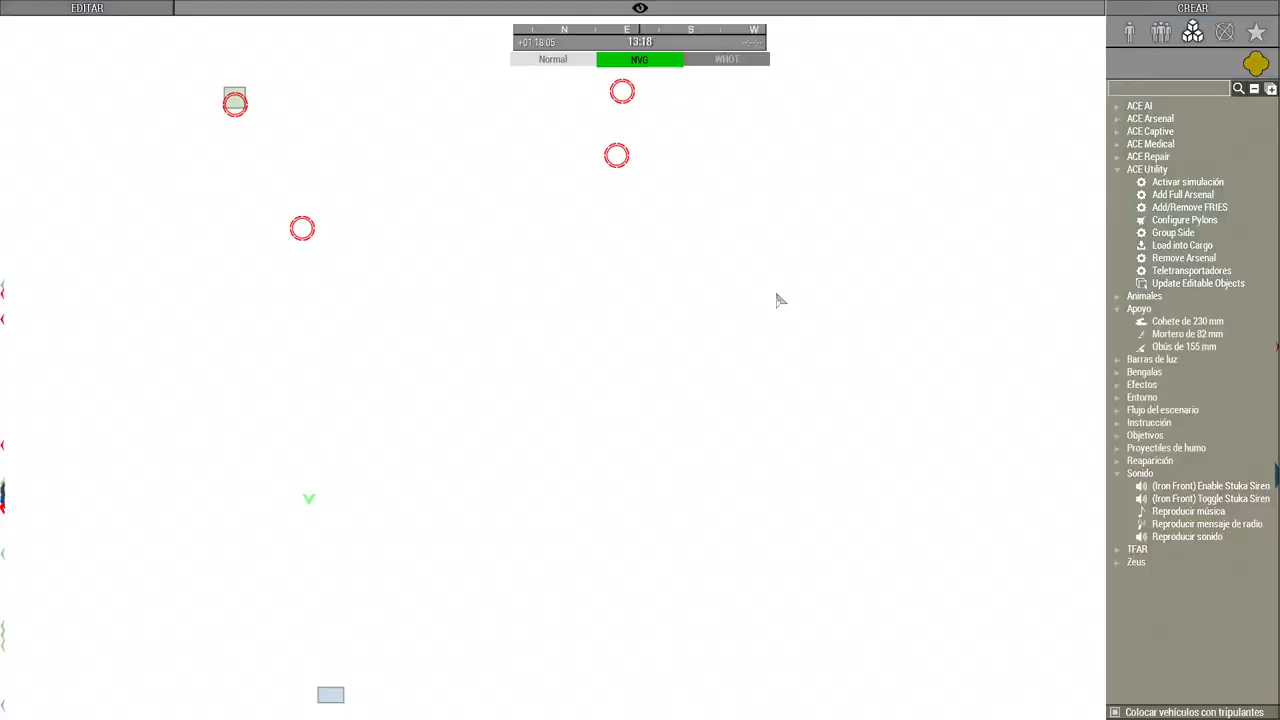 EDITAR
CREAR
N E S W
+01:18:05 13:18
Normal NVG WHOT
ACE AI
ACE Arsenal
ACE Captive
ACE Medical
ACE Repair
ACE Utility
Activar simulación
Add Full Arsenal
Add/Remove FRIES
Configure Pylons
Group Side
Load into Cargo
Remove Arsenal
Teletransportadores
Update Editable Objects
Animales
Apoyo
Cohete de 230 mm
Mortero de 82 mm
Obús de 155 mm
Barras de luz
Bengalas
Efectos
Entorno
Flujo del escenario
Instrucción
Objetivos
Proyectiles de humo
Reaparición
Sonido
(Iron Front) Enable Stuka Siren
(Iron Front) Toggle Stuka Siren
Reproducir música
Reproducir mensaje de radio
Reproducir sonido
TFAR
Zeus
Colocar vehículos con tripulantes